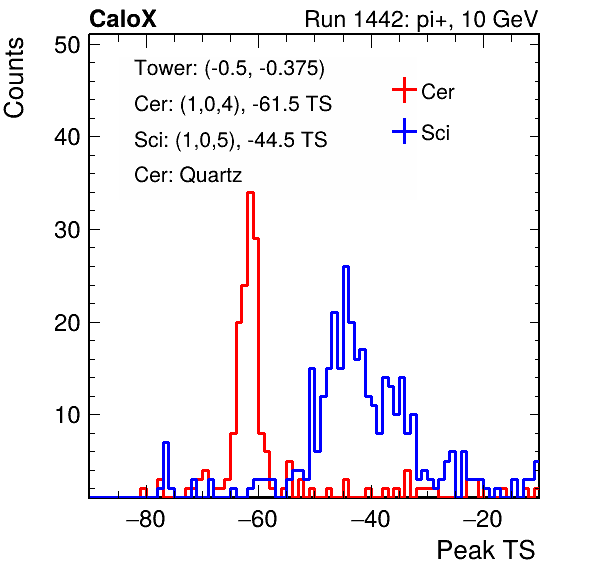 CaloX Run 1442: pi+, 10 GeV
Counts
Tower: (-0.5, -0.375)
Cer: (1,0,4), -61.5 TS
Sci: (1,0,5), -44.5 TS
Cer: Quartz
Cer
Sci
50
40
30
20
10
−80 −60 −40 −20
Peak TS